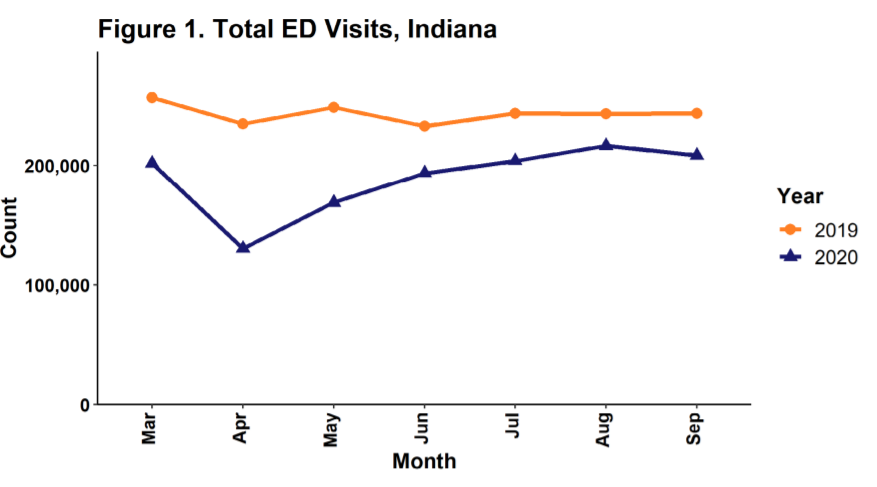 Figure 1. Total ED Visits, Indiana
Count
200,000
100,000
0
Mar
Apr
May
Jun
Jul
Aug
Sep
Month
Year
2019
2020